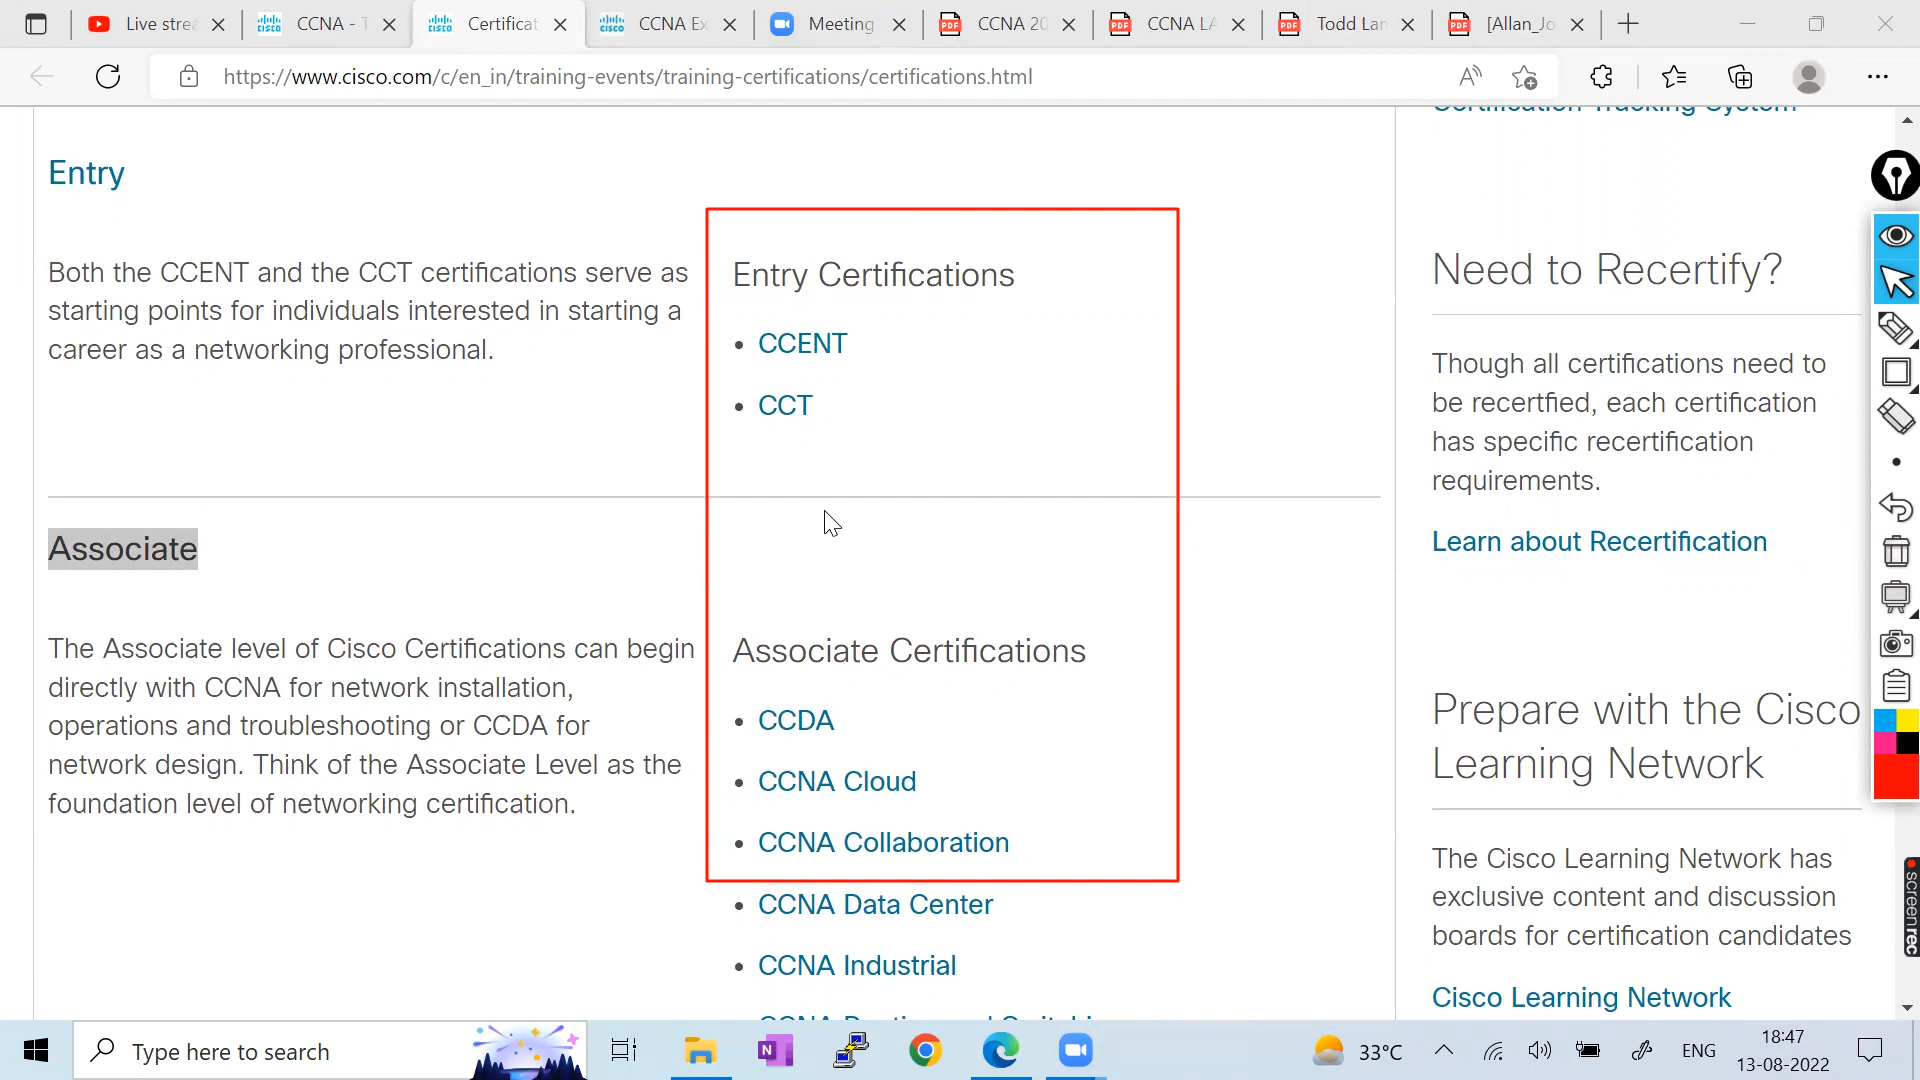 Live stre
CCNA - T
Certificat
CCNA Ex
Meeting
CCNA 20
CCNA LA
Todd Lar
[Allan_Jo
https://www.cisco.com/c/en_in/training-events/training-certifications/certifications.html
Certification Tracking System
Entry
Both the CCENT and the CCT certifications serve as
starting points for individuals interested in starting a
career as a networking professional.
Entry Certifications
CCENT
CCT
Associate
The Associate level of Cisco Certifications can begin
directly with CCNA for network installation,
operations and troubleshooting or CCDA for
network design. Think of the Associate Level as the
foundation level of networking certification.
Associate Certifications
CCDA
CCNA Cloud
CCNA Collaboration
CCNA Data Center
CCNA Industrial
Need to Recertify?
Though all certifications need to
be recertfied, each certification
has specific recertification
requirements.
Learn about Recertification
Prepare with the Cisco
Learning Network
The Cisco Learning Network has
exclusive content and discussion
boards for certification candidates
Cisco Learning Network
screenrec
Type here to search
33°C
ENG
18:47
13-08-2022